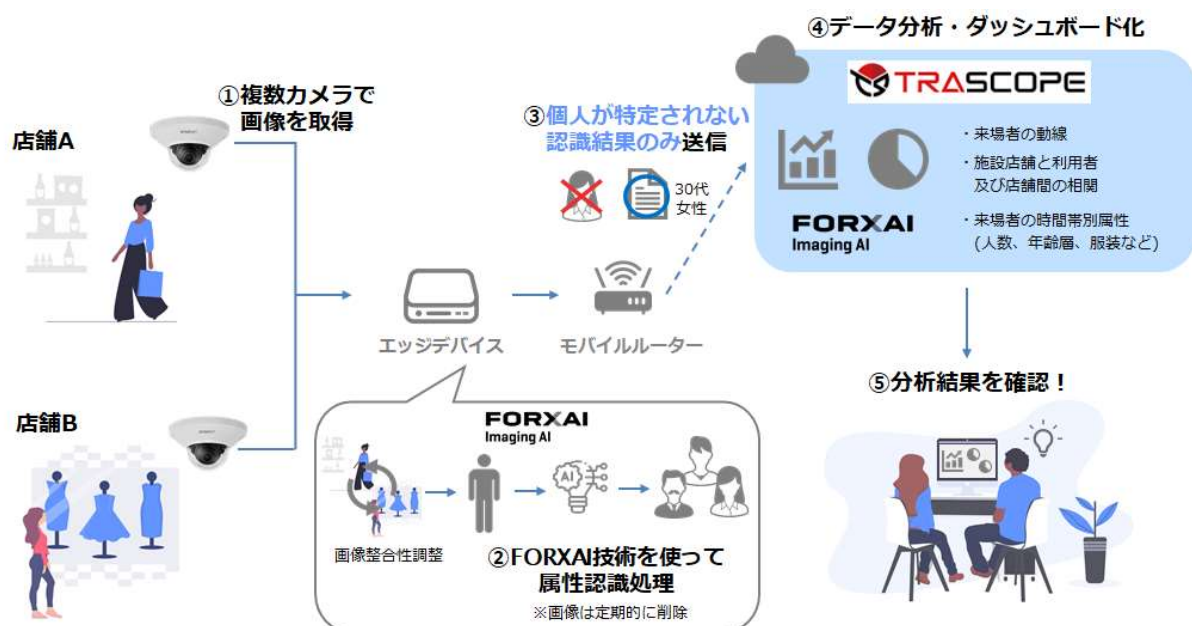 ④データ分析・ダッシュボード化
TRASCOPE
・来場者の動線
・施設店舗と利用者
及び店舗間の相関
FORXAI
Imaging AI
・来場者の時間帯別属性
(人数、年齢層、服装など)
①複数カメラで
画像を取得
店舗A
③個人が特定されない
認識結果のみ送信
30代
女性
エッジデバイス
モバイルルーター
⑤分析結果を確認！
店舗B
FORXAI
Imaging AI
AI
画像整合性調整
②FORXAI技術を使って
属性認識処理
※画像は定期的に削除